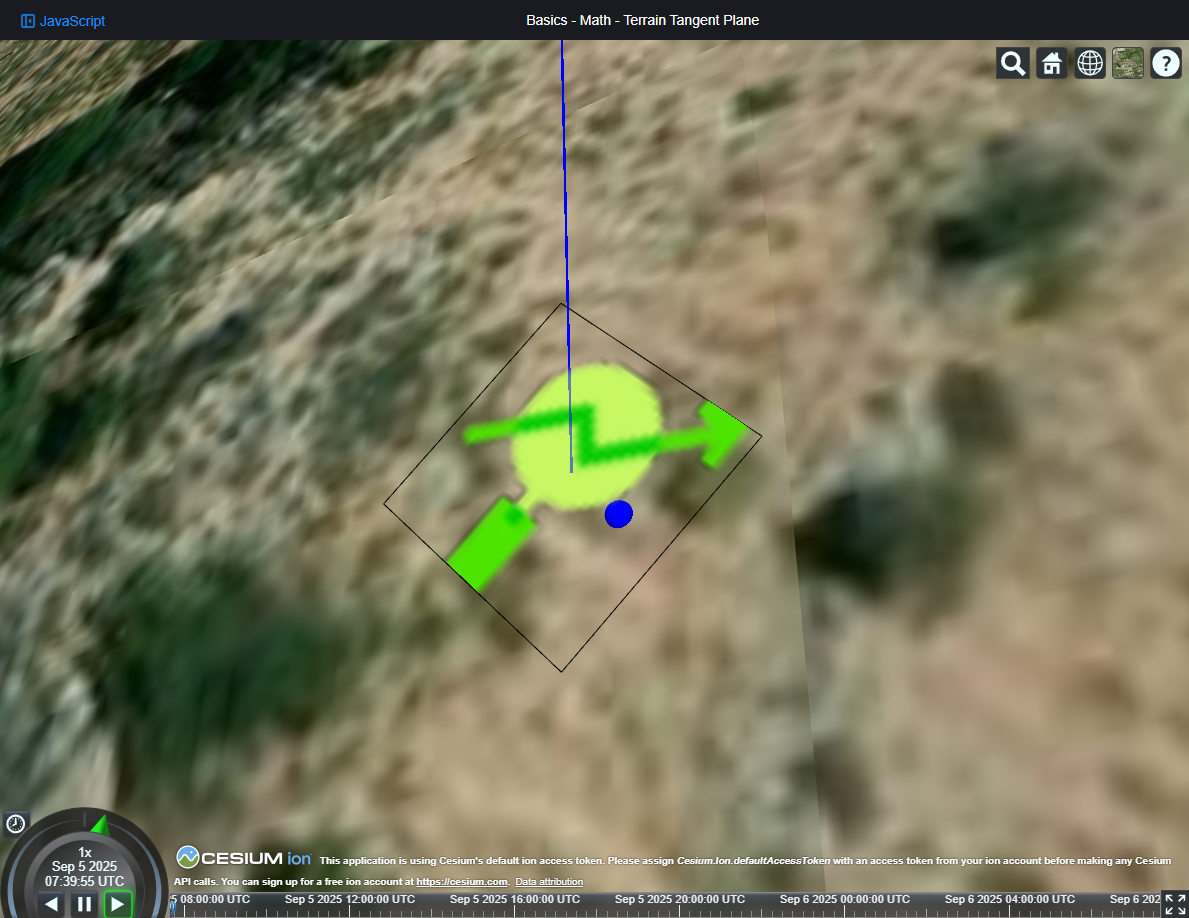 JavaScript
Basics - Math - Terrain Tangent Plane
?
1x
Sep 5 2025
07:39:55 UTC
CESIUM ion This application is using Cesium's default ion access token. Please assign Cesium.Ion.defaultAccessToken with an access token from your ion account before making any Cesium
API calls. You can sign up for a free ion account at https://cesium.com. Data attribution
5 08:00:00 UTC Sep 5 2025 12:00:00 UTC Sep 5 2025 16:00:00 UTC Sep 5 2025 20:00:00 UTC Sep 6 2025 00:00:00 UTC Sep 6 2025 04:00:00 UTC Sep 6 202